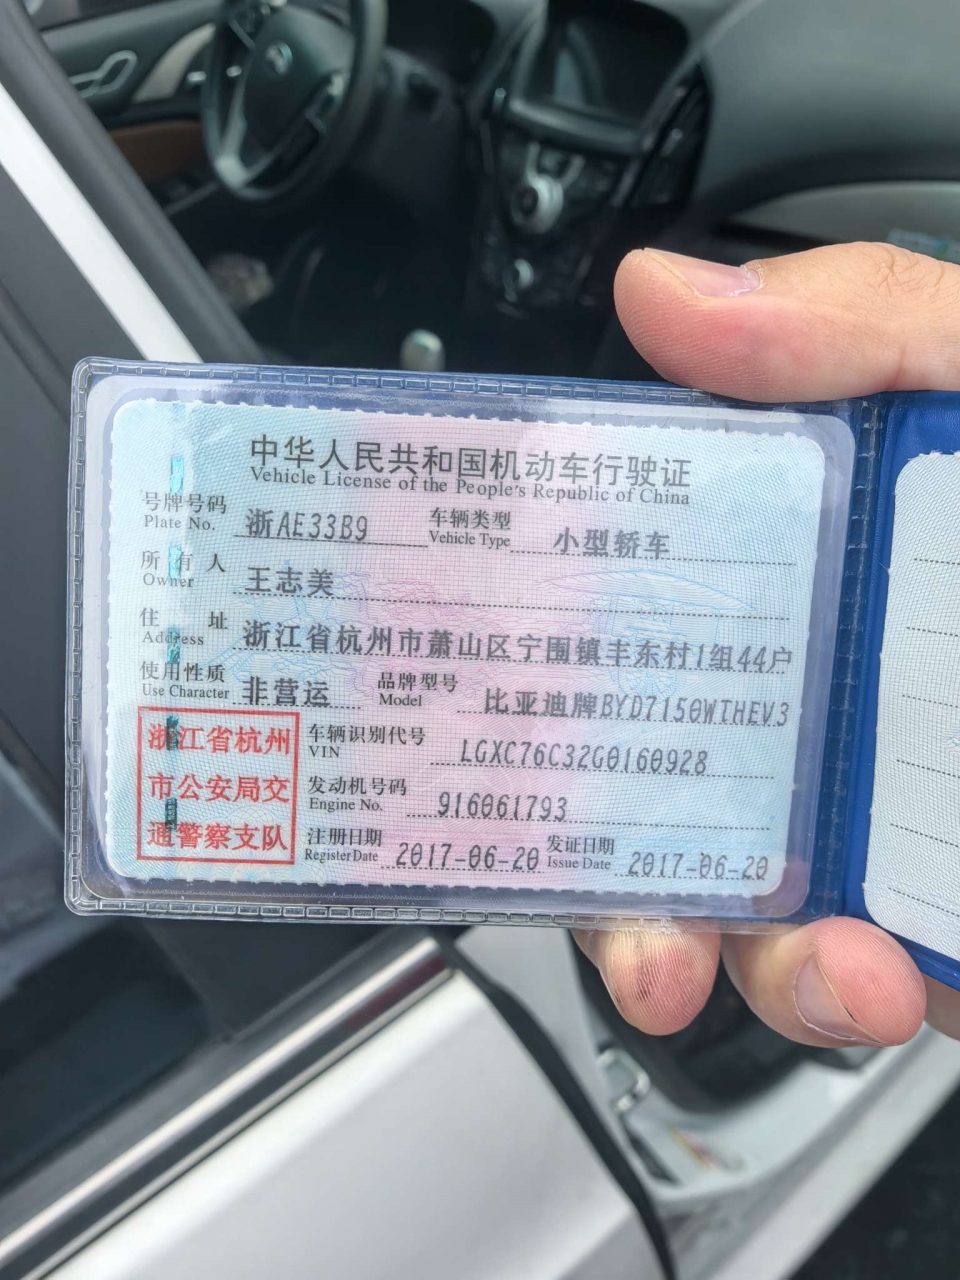 中华人民共和国机动车行驶证
Vehicle License of the People's Republic of China
号牌号码 浙AE33B9 车辆类型 小型轿车
Plate No. Vehicle Type
所有人 王志美
Owner
住址 浙江省杭州市萧山区宁围镇丰东村1组44户
Address
使用性质 非营运 品牌型号 比亚迪牌BYD7150WTHEV3
Use Character Model
浙江省杭州
市公安局交
通警察支队
车辆识别代号 LGXC76C32G0160928
VIN
发动机号码 916061793
Engine No.
注册日期 2017-06-20 发证日期 2017-06-20
Register Date Issue Date